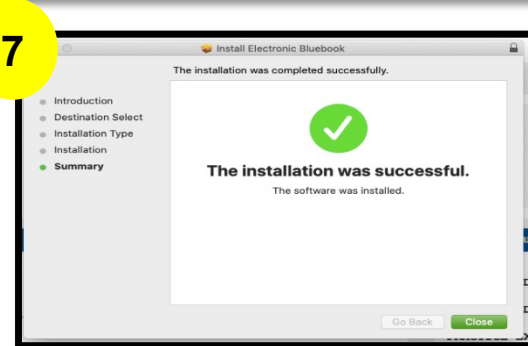 7
Install Electronic Bluebook
The installation was completed successfully.
Introduction
Destination Select
Installation Type
Installation
Summary
The installation was successful.
The software was installed.
Go Back
Close